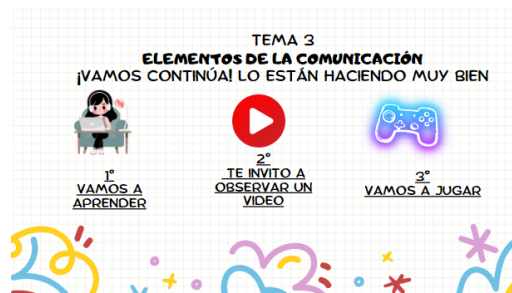 TEMA 3
ELEMENTOS DE LA COMUNICACIÓN
¡VAMOS CONTINÚA! LO ESTÁN HACIENDO MUY BIEN
1°
VAMOS A
APRENDER
2°
TE INVITO A
OBSERVAR UN
VIDEO
3°
VAMOS A JUGAR